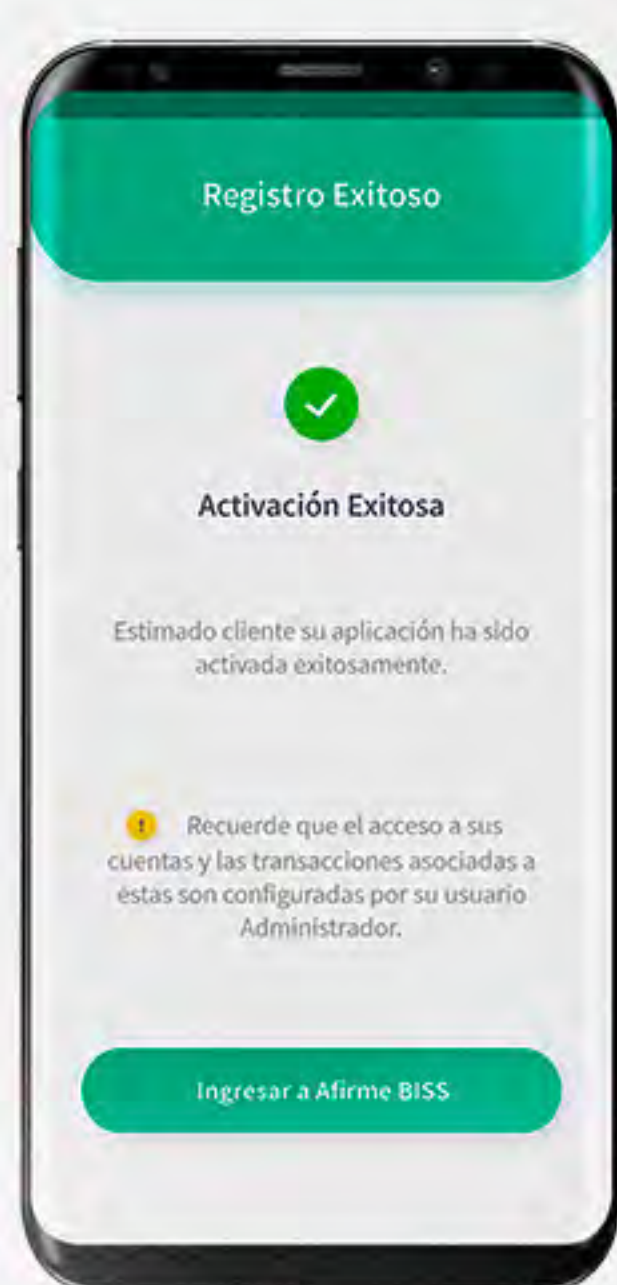 Registro Exitoso
Activación Exitosa
Estimado cliente su aplicación ha sido
activada exitosamente.
! Recuerde que el acceso a sus
cuentas y las transacciones asociadas a
éstas son configuradas por su usuario
Administrador.
Ingresar a Afirme BISS